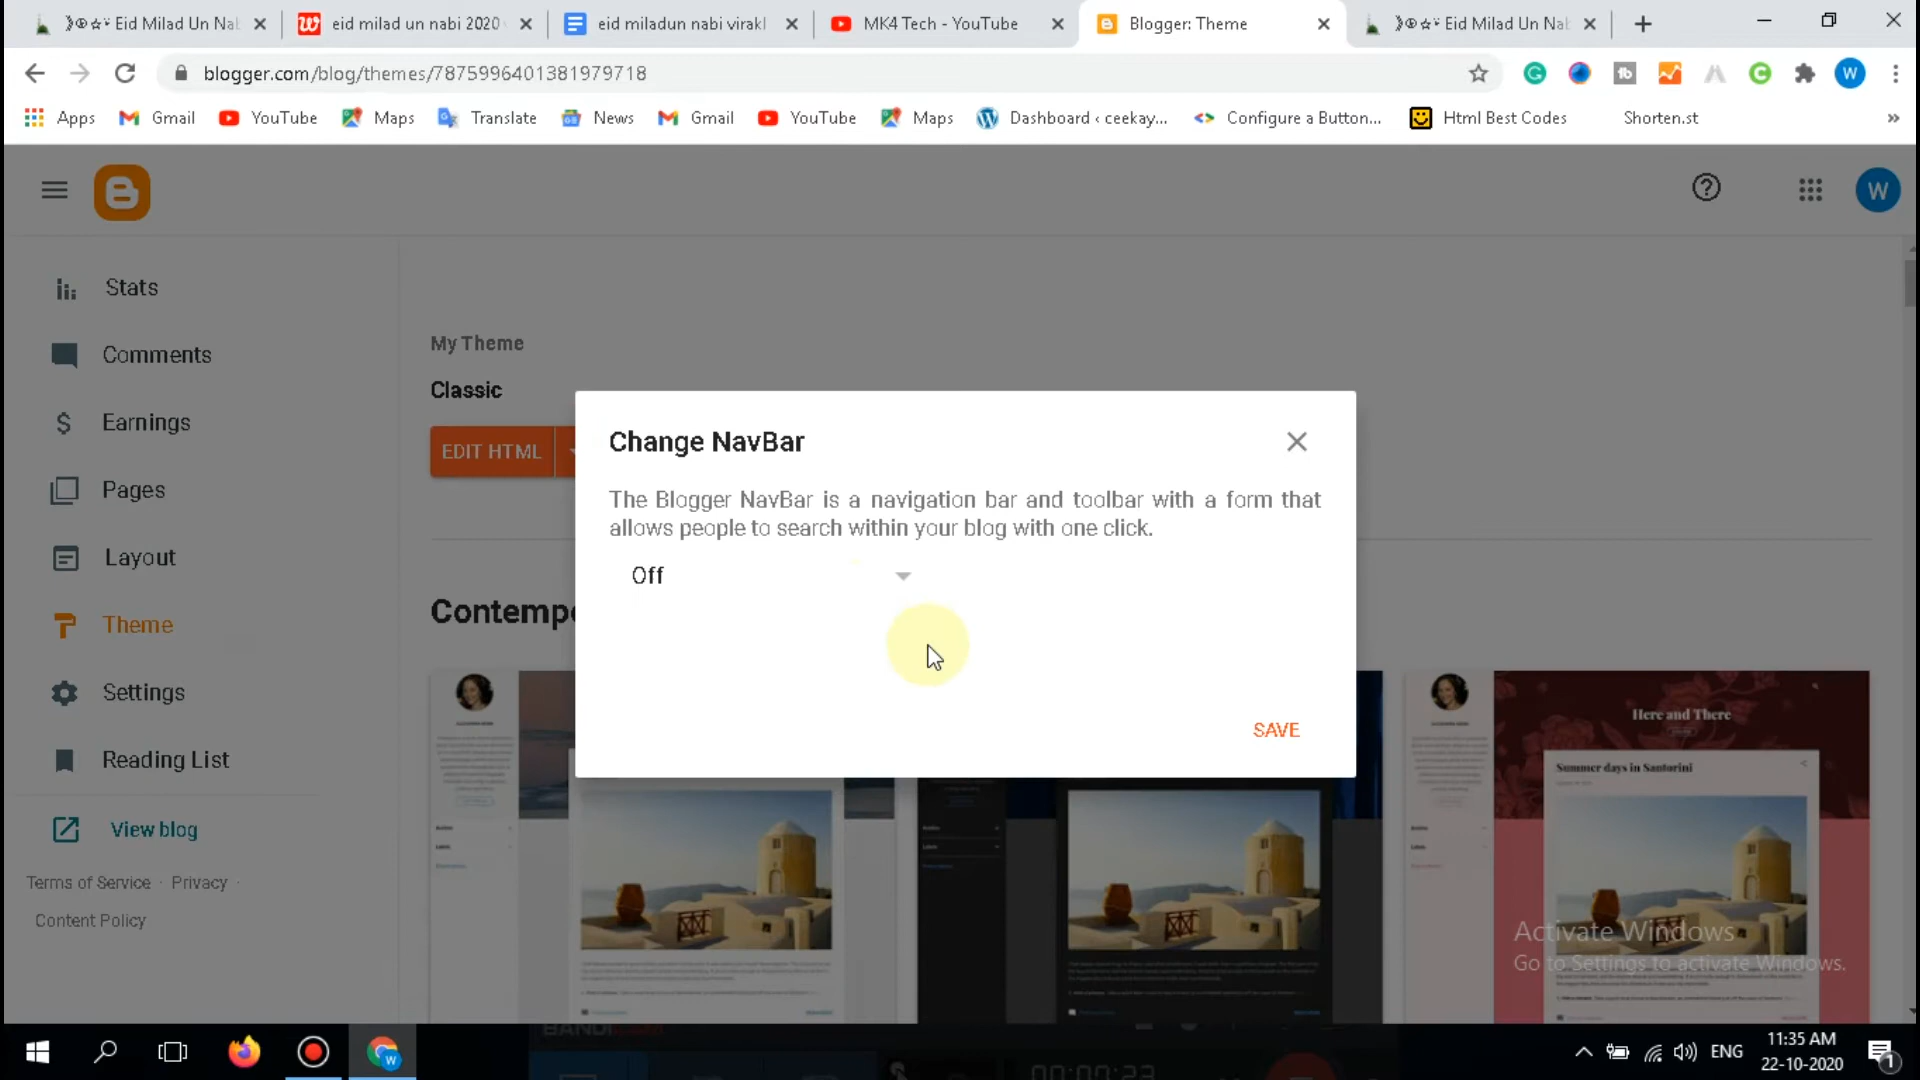 Eid Milad Un Nab
eid milad un nabi 2020
eid miladun nabi virakl
MK4 Tech - YouTube
Blogger: Theme
Eid Milad Un Nab
blogger.com/blog/themes/7875996401381979718
W
Apps
Gmail
YouTube
Maps
Translate
News
Gmail
YouTube
Maps
Dashboard ‹ ceekay...
Configure a Button...
Html Best Codes
Shorten.st
W
Stats
Comments
Earnings
Pages
Layout
Theme
Settings
Reading List
View blog
Terms of Service · Privacy ·
Content Policy
My Theme
Classic
EDIT HTML
Contempo
Change NavBar
The Blogger NavBar is a navigation bar and toolbar with a form that
allows people to search within your blog with one click.
Off
SAVE
Here and There
Summer days in Santorini
Activate Windows
Go to Settings to activate Windows.
00:00:23
ENG
11:35 AM
22-10-2020
1